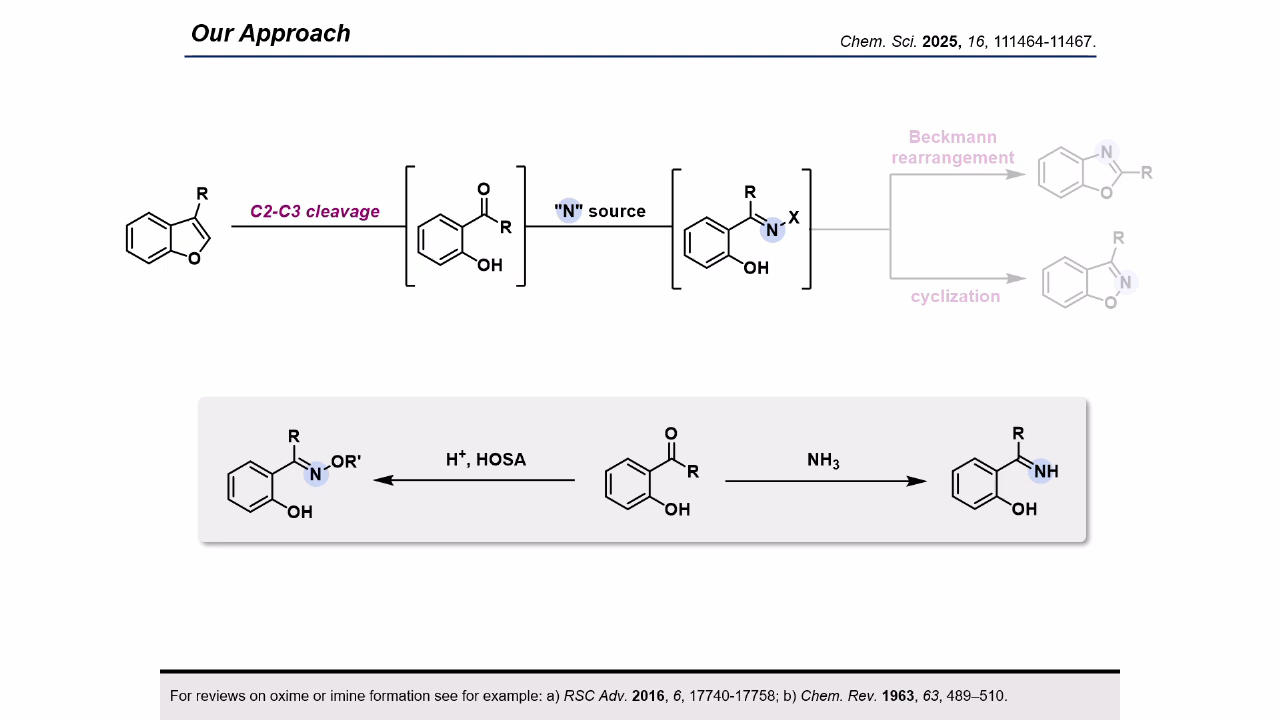 Our Approach
Chem. Sci. 2025, 16, 111464-11467.
R
O
C2-C3 cleavage
O
R
OH
"N" source
R
N
X
OH
Beckmann
rearrangement
N
O
R
cyclization
R
N
O
R
N
OR'
OH
H⁺, HOSA
O
R
OH
NH₃
R
NH
OH
For reviews on oxime or imine formation see for example: a) RSC Adv. 2016, 6, 17740-17758; b) Chem. Rev. 1963, 63, 489–510.